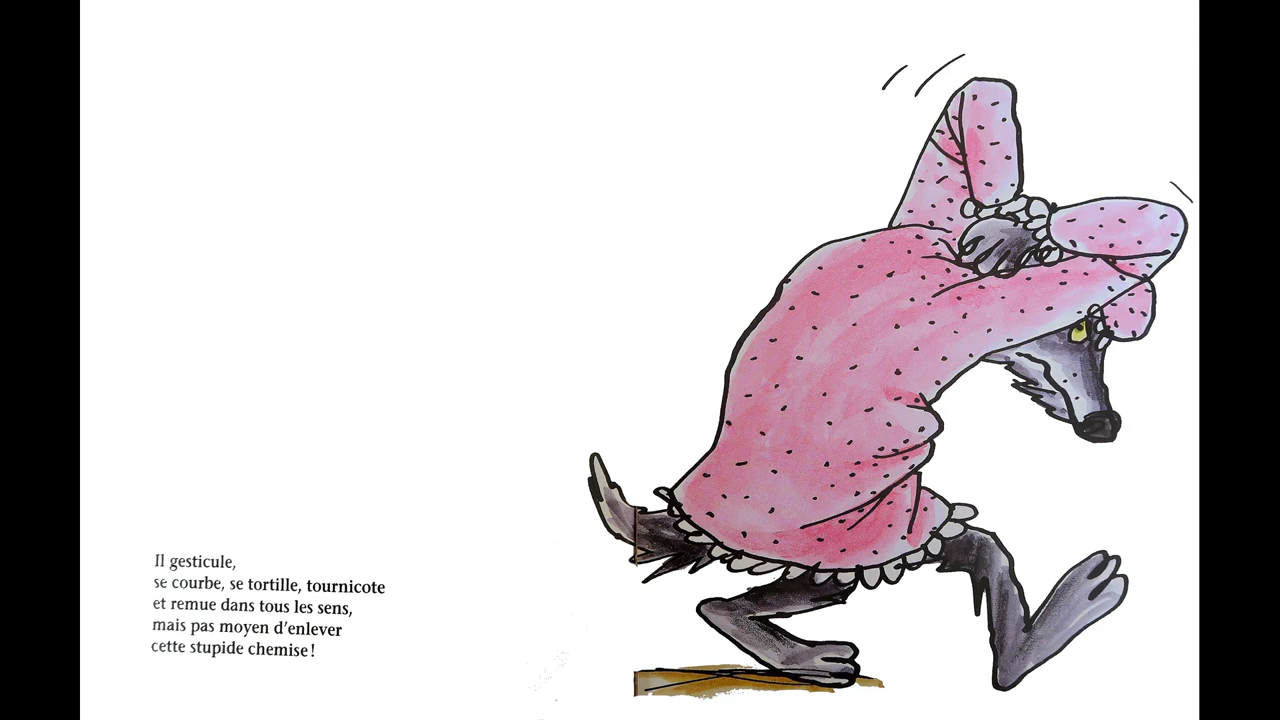 Il gesticule,
se courbe, se tortille, tournicote
et remue dans tous les sens,
mais pas moyen d'enlever
cette stupide chemise !